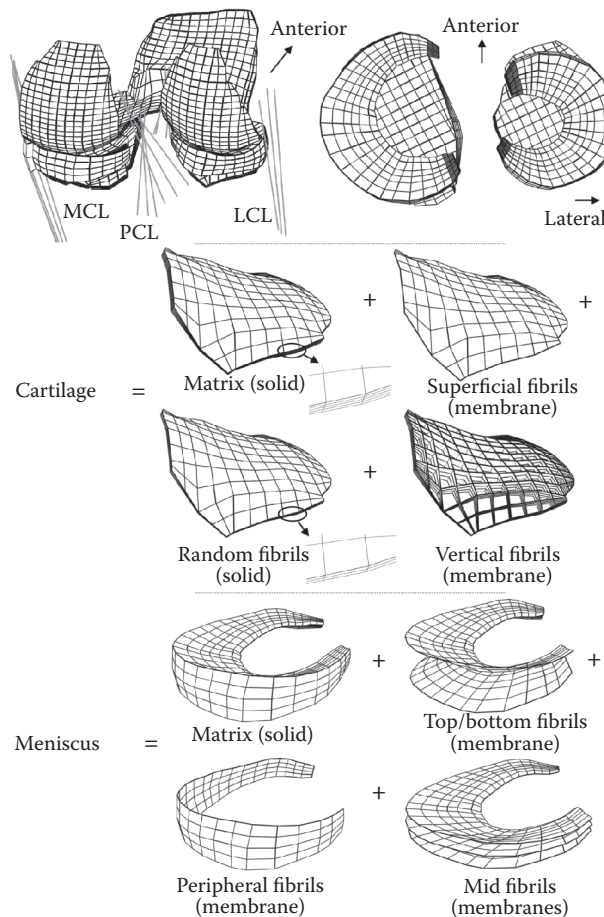 Anterior
Anterior
MCL
PCL
LCL
Lateral
+
+
Matrix (solid)
Superficial fibrils
(membrane)
Cartilage =
+
Random fibrils
(solid)
Vertical fibrils
(membrane)
+
+
Matrix (solid)
Top/bottom fibrils
(membrane)
Meniscus =
+
Peripheral fibrils
(membrane)
Mid fibrils
(membranes)